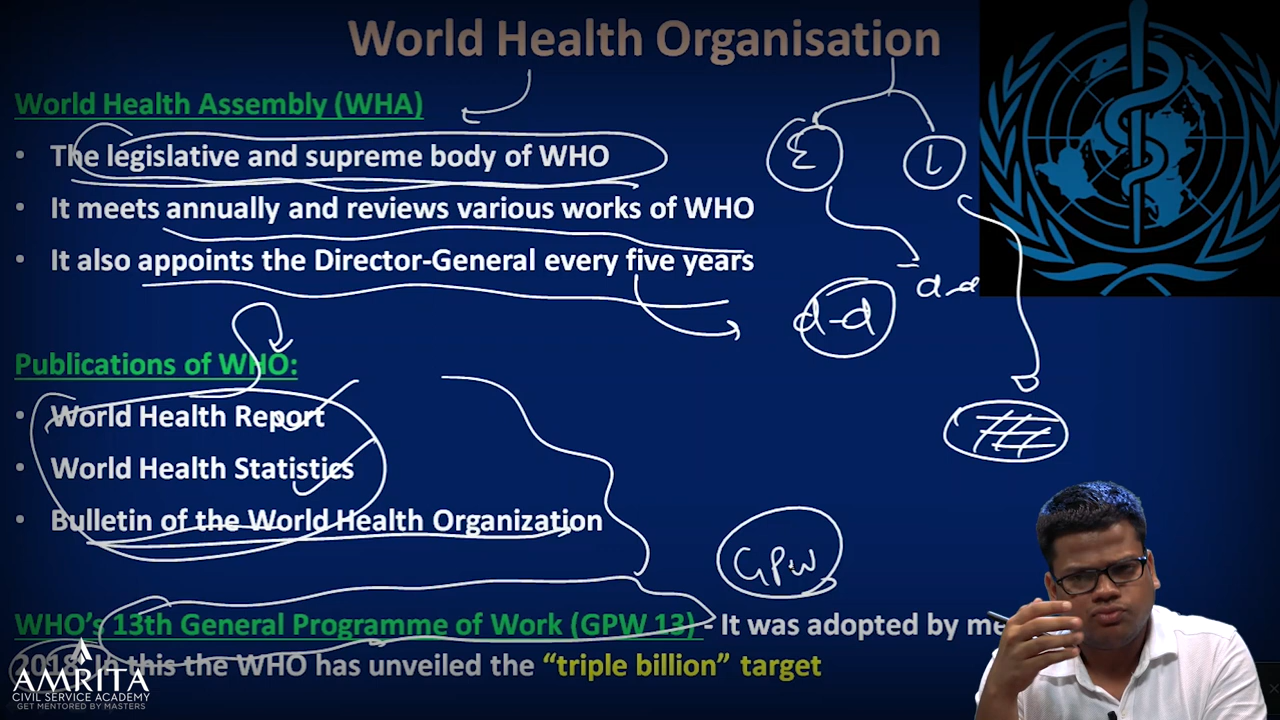 World Health Organisation
World Health Assembly (WHA)
• The legislative and supreme body of WHO
• It meets annually and reviews various works of WHO
• It also appoints the Director-General every five years
Publications of WHO:
• World Health Report
• World Health Statistics
• Bulletin of the World Health Organization
WHO's 13th General Programme of Work (GPW 13) - It was adopted by
2018. In this the WHO has unveiled the “triple billion” target
E
L
d-d
d-d
GPW
AMRITA
CIVIL SERVICE ACADEMY
GET MENTORED BY MASTERS